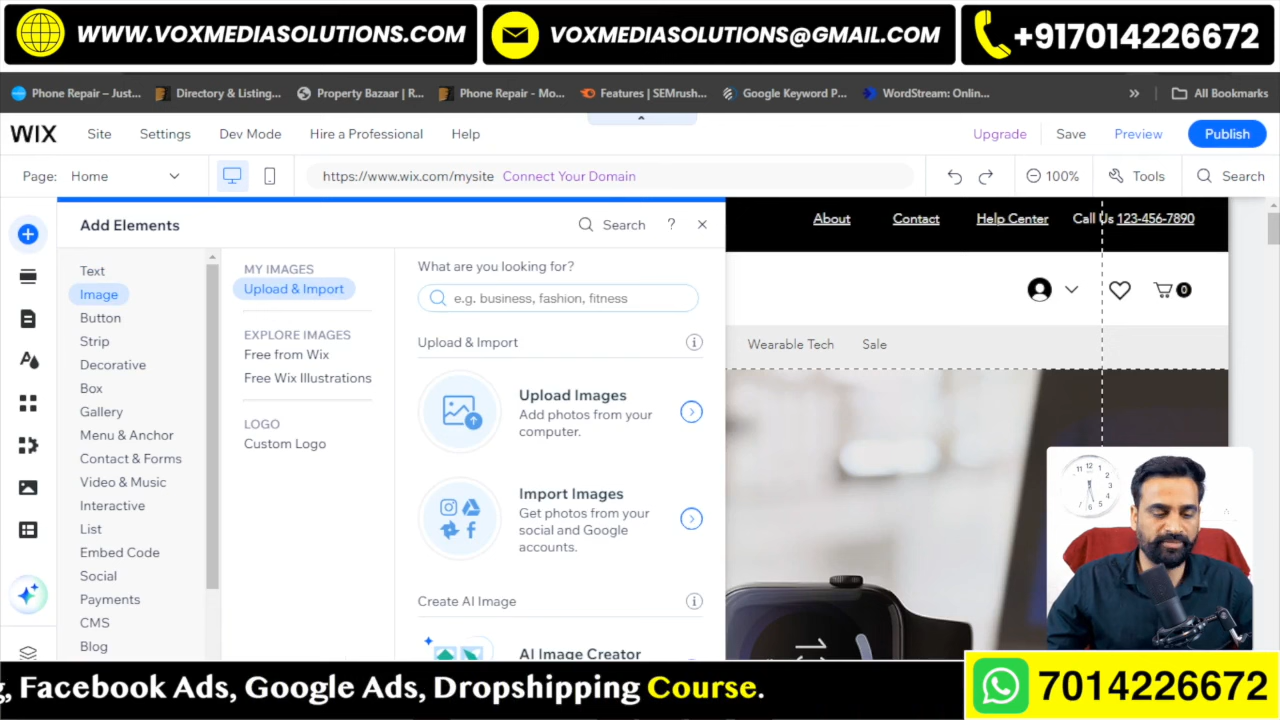 WWW.VOXMEDIASOLUTIONS.COM
VOXMEDIASOLUTIONS@GMAIL.COM
+917014226672
Phone Repair – Just...
Directory & Listing...
Property Bazaar | R...
Phone Repair - Mo...
Features | SEMrush...
Google Keyword P...
WordStream: Onlin...
All Bookmarks
WIX
Site
Settings
Dev Mode
Hire a Professional
Help
Upgrade
Save
Preview
Publish
Page: Home
https://www.wix.com/mysite Connect Your Domain
100%
Tools
Search
Add Elements
Search
?
Text
Image
Button
Strip
Decorative
Box
Gallery
Menu & Anchor
Contact & Forms
Video & Music
Interactive
List
Embed Code
Social
Payments
CMS
Blog
MY IMAGES
Upload & Import
EXPLORE IMAGES
Free from Wix
Free Wix Illustrations
LOGO
Custom Logo
What are you looking for?
e.g. business, fashion, fitness
Upload & Import
Upload Images
Add photos from your
computer.
Import Images
Get photos from your
social and Google
accounts.
Create AI Image
AI Image Creator
About
Contact
Help Center
Call Us 123-456-7890
0
Wearable Tech
Sale
g, Facebook Ads, Google Ads, Dropshipping Course.
7014226672